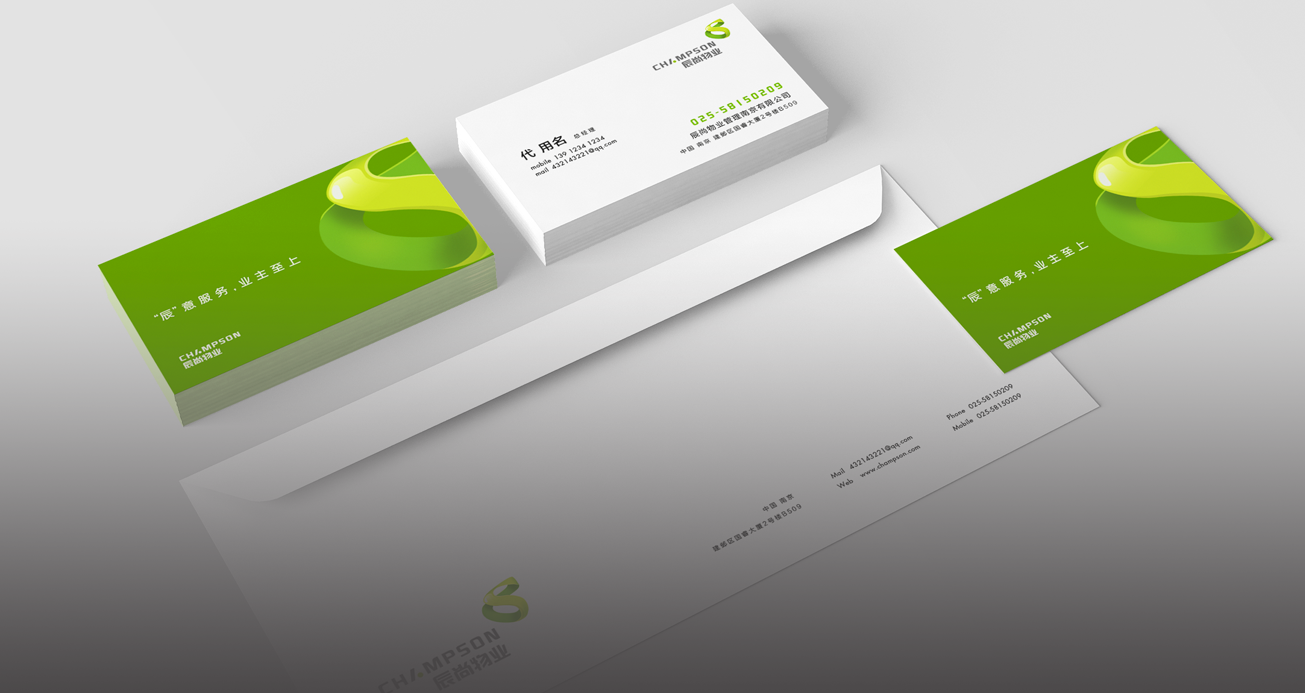 CHAMPSON
辰尚物业
025-58150209
辰尚物业管理南京有限公司
中国 南京 建邺区国睿大厦2号楼B509
代 用名 总经理
mobile 139 1234 1234
mail 432143221@qq.com
“辰”意服务,业主至上
CHAMPSON
辰尚物业
“辰”意服务,业主至上
CHAMPSON
辰尚物业
Phone 025-58150209
Mobile 025-58150209
Mail 432143221@qq.com
Web www.champson.com
中国 南京
建邺区国睿大厦2号楼B509
CHAMPSON
辰尚物业